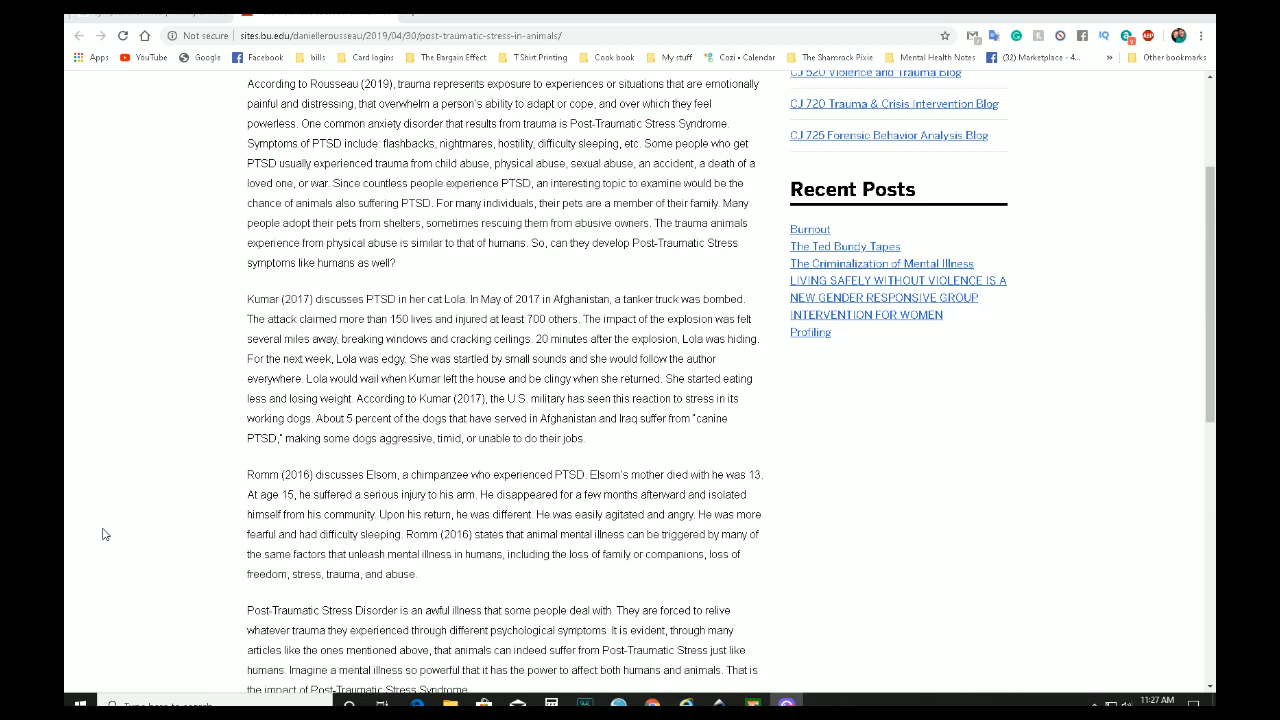 Not secure
sites.bu.edu/daniellerousseau/2019/04/30/post-traumatic-stress-in-animals/
Apps
YouTube
Google
Facebook
bills
Card logins
The Bargain Effect
T Shirt Printing
Cook book
My stuff
Cozi • Calendar
The Shamrock Pixie
Mental Health Notes
(32) Marketplace - 4...
»
Other bookmarks
According to Rousseau (2019), trauma represents exposure to experiences or situations that are emotionally
painful and distressing, that overwhelm a person's ability to adapt or cope, and over which they feel
powerless. One common anxiety disorder that results from trauma is Post-Traumatic Stress Syndrome.
Symptoms of PTSD include: flashbacks, nightmares, hostility, difficulty sleeping, etc. Some people who get
PTSD usually experienced trauma from child abuse, physical abuse, sexual abuse, an accident, a death of a
loved one, or war. Since countless people experience PTSD, an interesting topic to examine would be the
chance of animals also suffering PTSD. For many individuals, their pets are a member of their family. Many
people adopt their pets from shelters, sometimes rescuing them from abusive owners. The trauma animals
experience from physical abuse is similar to that of humans. So, can they develop Post-Traumatic Stress
symptoms like humans as well?
Kumar (2017) discusses PTSD in her cat Lola. In May of 2017 in Afghanistan, a tanker truck was bombed.
The attack claimed more than 150 lives and injured at least 700 others. The impact of the explosion was felt
several miles away, breaking windows and cracking ceilings. 20 minutes after the explosion, Lola was hiding.
For the next week, Lola was edgy. She was startled by small sounds and she would follow the author
everywhere. Lola would wail when Kumar left the house and be clingy when she returned. She started eating
less and losing weight. According to Kumar (2017), the U.S. military has seen this reaction to stress in its
working dogs. About 5 percent of the dogs that have served in Afghanistan and Iraq suffer from "canine
PTSD," making some dogs aggressive, timid, or unable to do their jobs.
Romm (2016) discusses Elsom, a chimpanzee who experienced PTSD. Elsom's mother died with he was 13.
At age 15, he suffered a serious injury to his arm. He disappeared for a few months afterward and isolated
himself from his community. Upon his return, he was different. He was easily agitated and angry. He was more
fearful and had difficulty sleeping. Romm (2016) states that animal mental illness can be triggered by many of
the same factors that unleash mental illness in humans, including the loss of family or companions, loss of
freedom, stress, trauma, and abuse.
Post-Traumatic Stress Disorder is an awful illness that some people deal with. They are forced to relive
whatever trauma they experienced through different psychological symptoms. It is evident, through many
articles like the ones mentioned above, that animals can indeed suffer from Post-Traumatic Stress just like
humans. Imagine a mental illness so powerful that it has the power to affect both humans and animals. That is
the impact of Post-Traumatic Stress Syndrome.
CJ 520 Violence and Trauma Blog
CJ 720 Trauma & Crisis Intervention Blog
CJ 725 Forensic Behavior Analysis Blog
Recent Posts
Burnout
The Ted Bundy Tapes
The Criminalization of Mental Illness
LIVING SAFELY WITHOUT VIOLENCE IS A
NEW GENDER RESPONSIVE GROUP
INTERVENTION FOR WOMEN
Profiling
Type here to search
11:27 AM